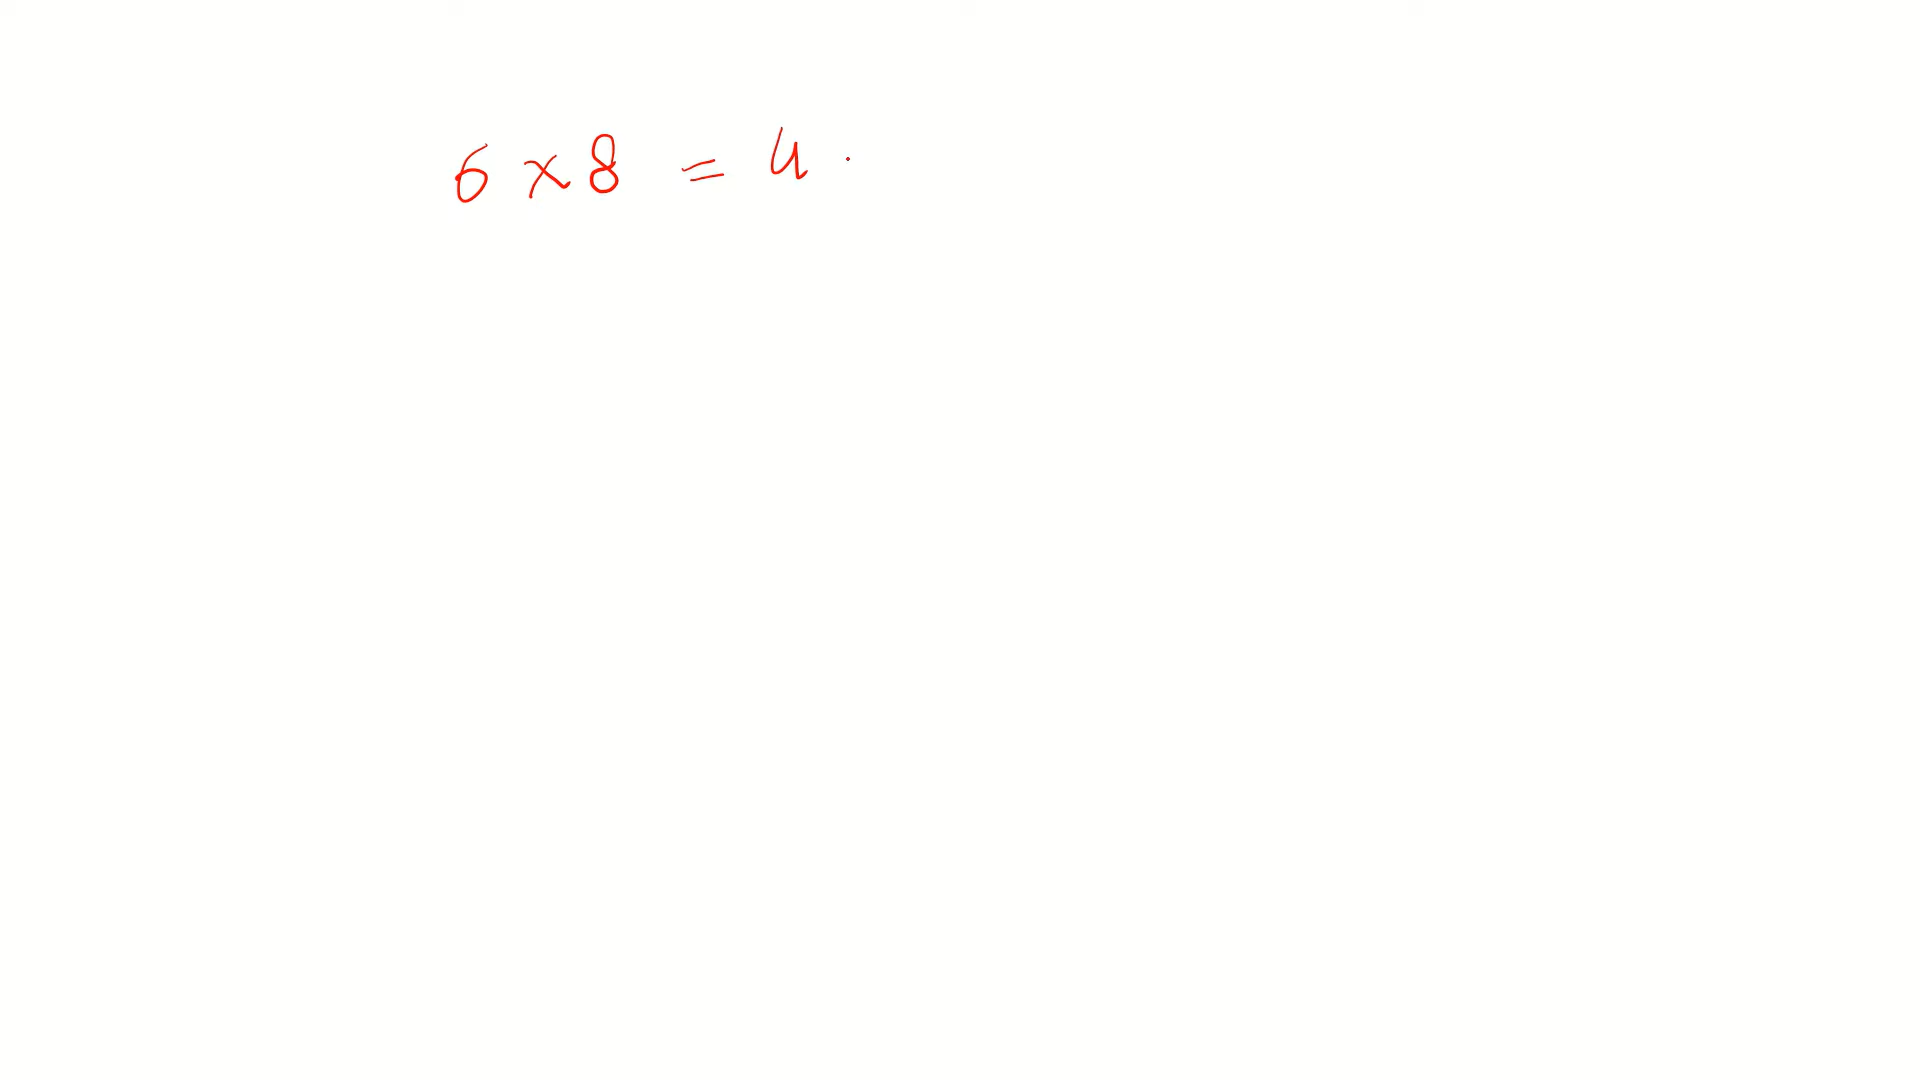 6 × 8 = 4 .